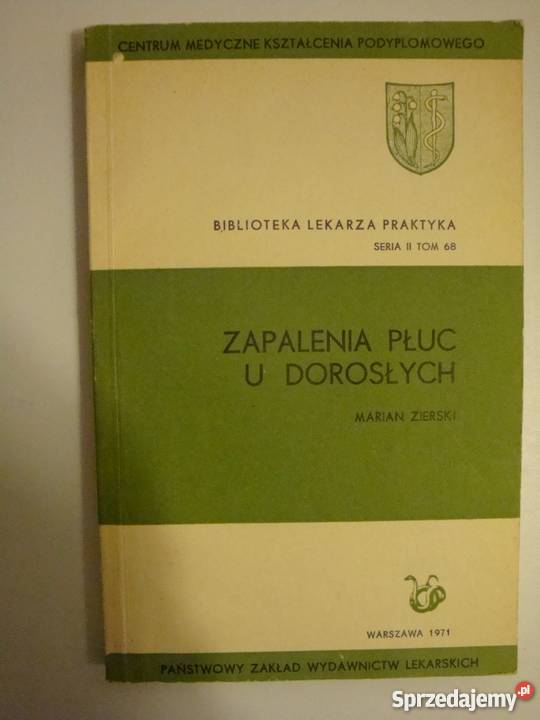 CENTRUM MEDYCZNE KSZTAŁCENIA PODYPLOMOWEGO
BIBLIOTEKA LEKARZA PRAKTYKA
SERIA II TOM 68
ZAPALENIA PŁUC
U DOROSŁYCH
MARIAN ZIERSKI
WARSZAWA 1971
PAŃSTWOWY ZAKŁAD WYDAWNICTW LEKARSKICH
Sprzedajemy.pl